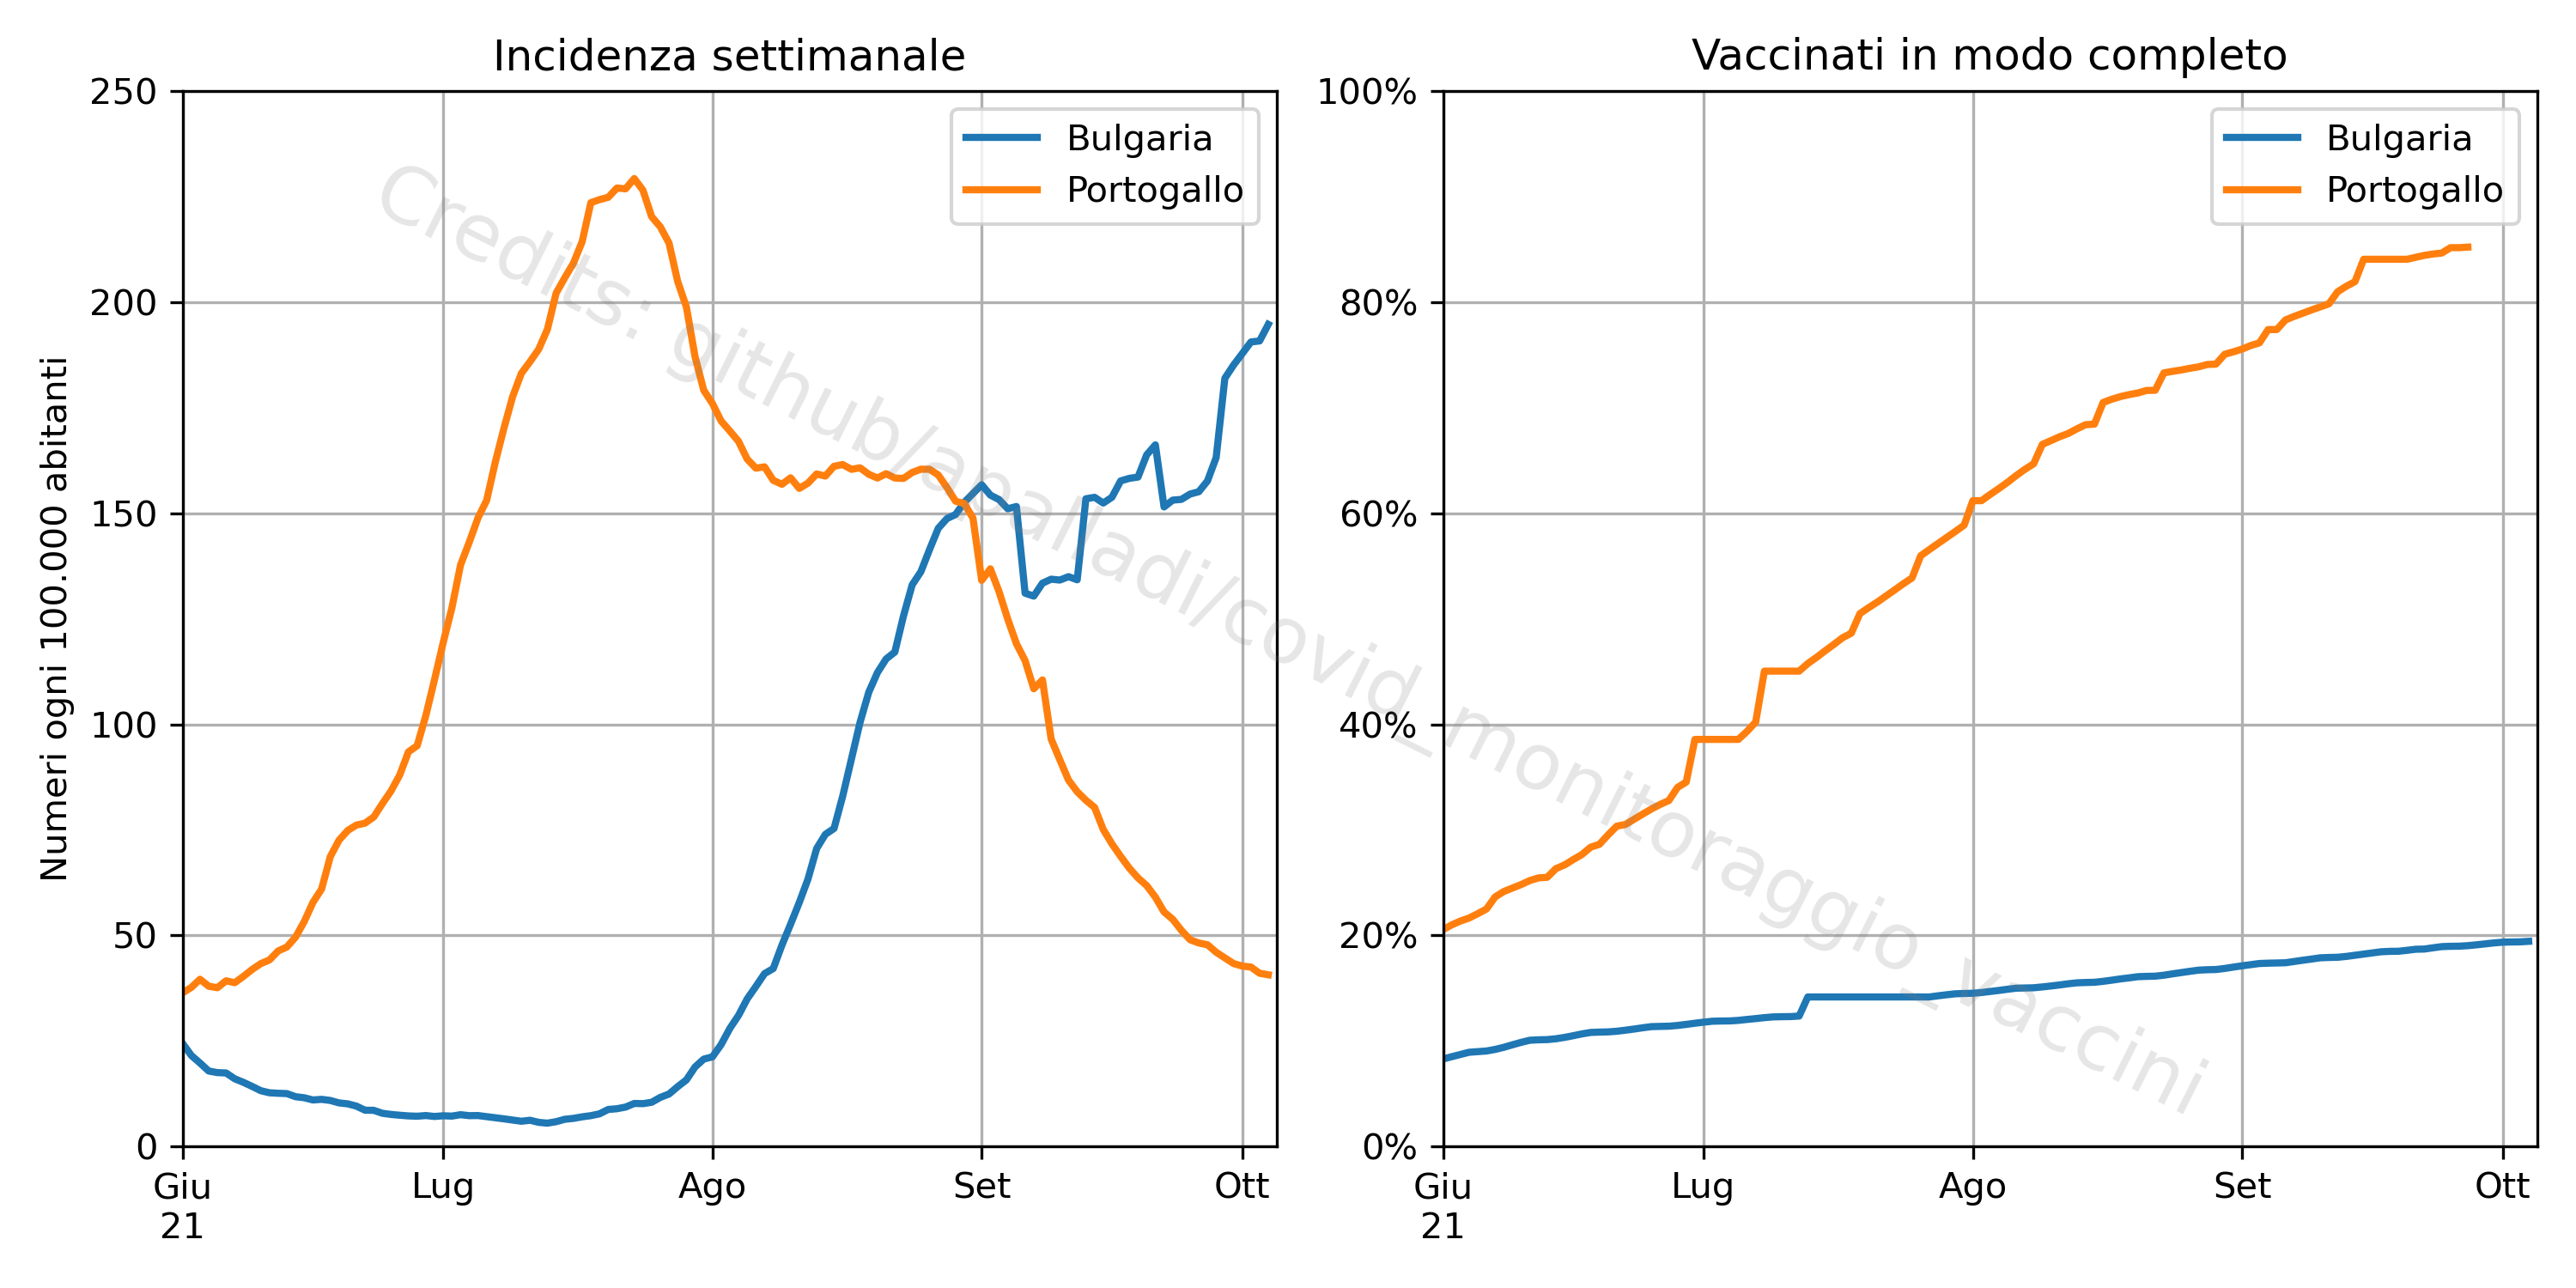 Incidenza settimanale
Numeri ogni 100.000 abitanti
250
200
150
100
50
0
Giu
21
Lug
Ago
Set
Ott
Bulgaria
Portogallo
Vaccinati in modo completo
100%
80%
60%
40%
20%
0%
Giu
21
Lug
Ago
Set
Ott
Bulgaria
Portogallo
Credits: github/apalladi/covid_monitoraggio_vaccini